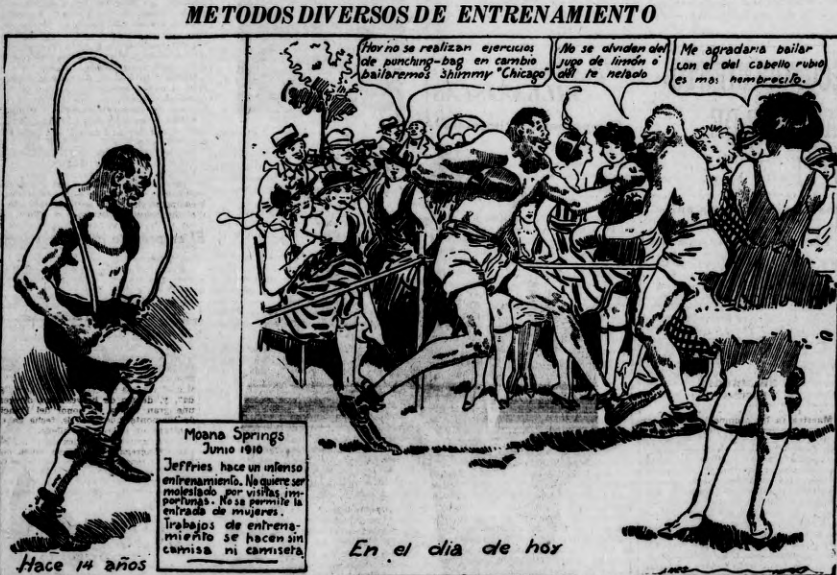 METODOS DIVERSOS DE ENTRENAMIENTO
Hoy no se realizan ejercicios
de punching-bag en cambio
bailaremos Shimmy "Chicago"
No se olviden del
jugo de limón ó
del te helado
Me agradaria bailar
con el del cabello rubio
es mas hombrecito.
Moana Springs
Junio 1910
Jeffries hace un intenso
entrenamiento. No quiere ser
molestado por visitas im-
portunas. No se permite la
entrada de mujeres.
Trabajos de entrena-
miento se hacen sin
camisa ni camiseta
Hace 14 años
En el dia de hoy